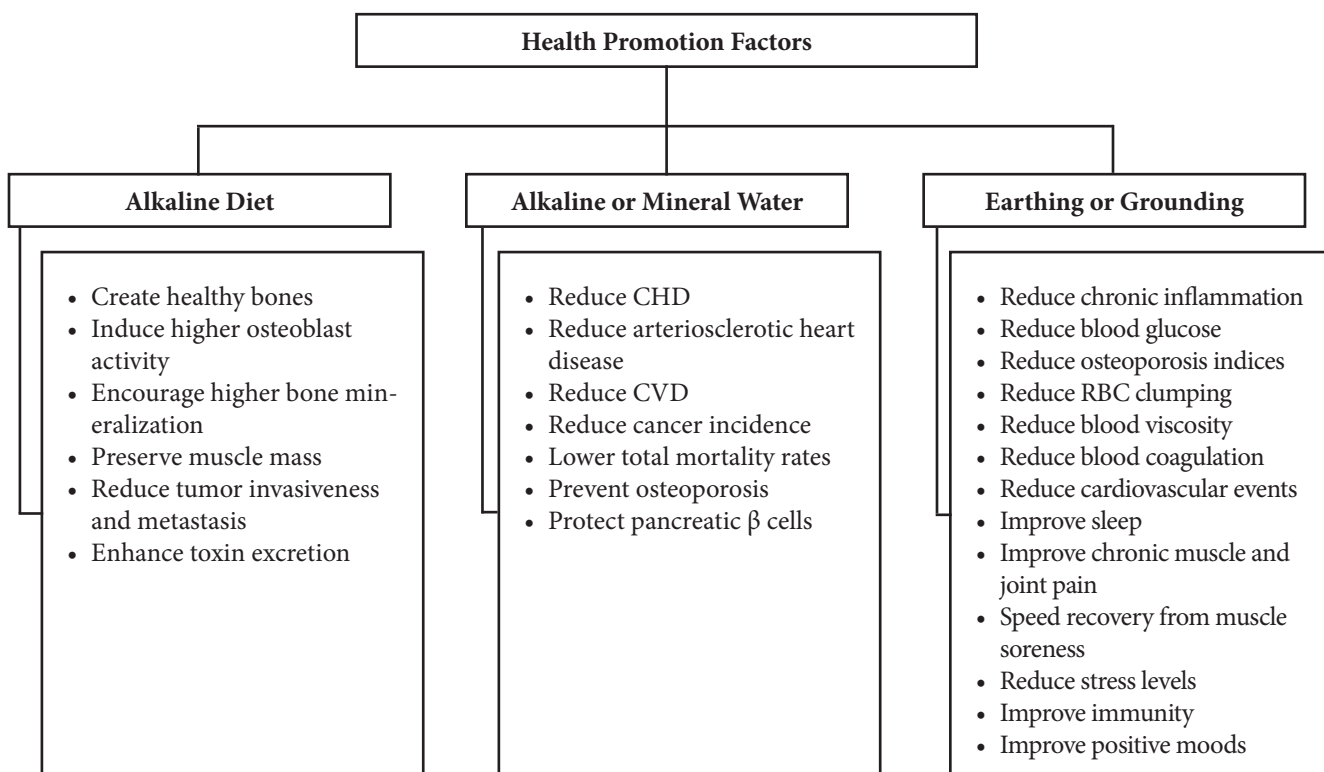 Health Promotion Factors
Alkaline Diet
• Create healthy bones
• Induce higher osteoblast
activity
• Encourage higher bone min-
eralization
• Preserve muscle mass
• Reduce tumor invasiveness
and metastasis
• Enhance toxin excretion
Alkaline or Mineral Water
• Reduce CHD
• Reduce arteriosclerotic heart
disease
• Reduce CVD
• Reduce cancer incidence
• Lower total mortality rates
• Prevent osteoporosis
• Protect pancreatic β cells
Earthing or Grounding
• Reduce chronic inflammation
• Reduce blood glucose
• Reduce osteoporosis indices
• Reduce RBC clumping
• Reduce blood viscosity
• Reduce blood coagulation
• Reduce cardiovascular events
• Improve sleep
• Improve chronic muscle and
joint pain
• Speed recovery from muscle
soreness
• Reduce stress levels
• Improve immunity
• Improve positive moods